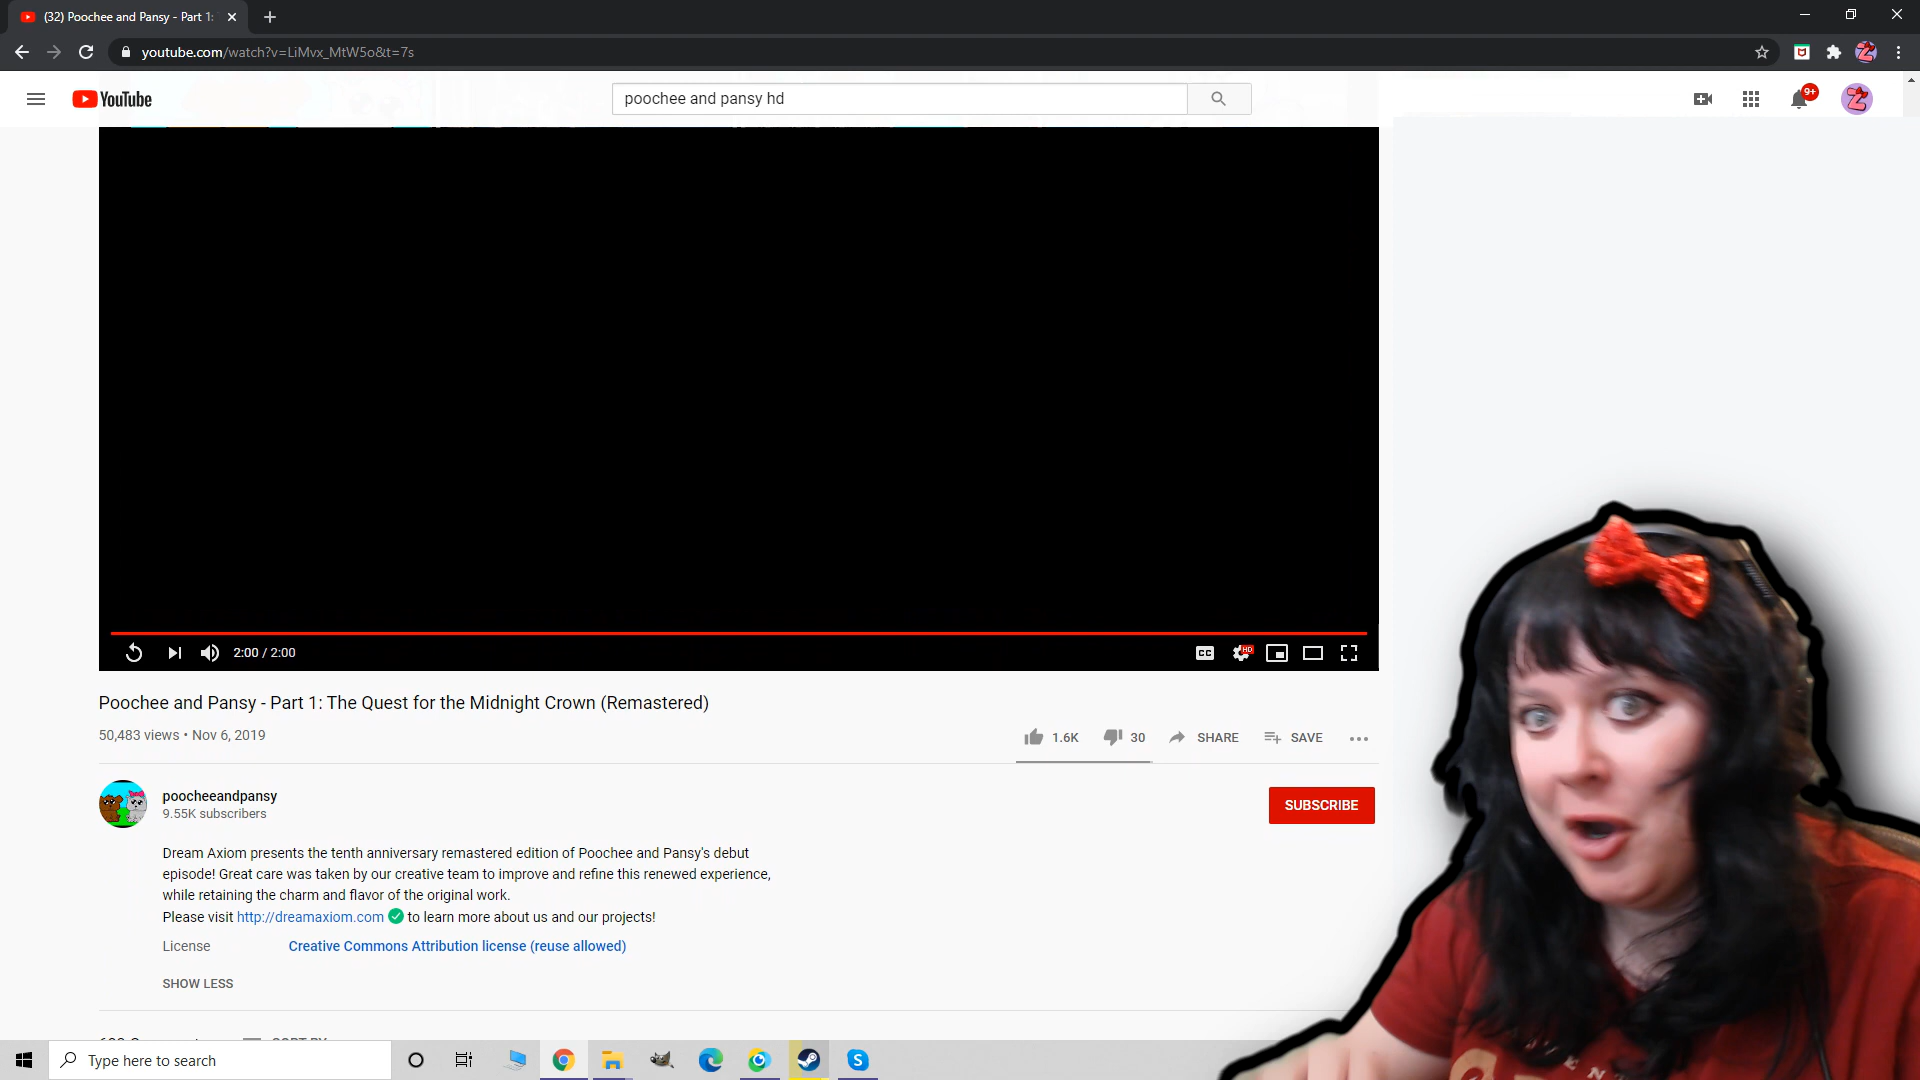 (32) Poochee and Pansy - Part 1:
youtube.com/watch?v=LiMvx_MtW5o&t=7s
YouTube
poochee and pansy hd
9+
2:00 / 2:00
CC
HD
Poochee and Pansy - Part 1: The Quest for the Midnight Crown (Remastered)
50,483 views • Nov 6, 2019
1.6K
30
SHARE
SAVE
poocheeandpansy
9.55K subscribers
SUBSCRIBE
Dream Axiom presents the tenth anniversary remastered edition of Poochee and Pansy's debut
episode! Great care was taken by our creative team to improve and refine this renewed experience,
while retaining the charm and flavor of the original work.
Please visit http://dreamaxiom.com to learn more about us and our projects!
License
Creative Commons Attribution license (reuse allowed)
SHOW LESS
SORT BY
Type here to search